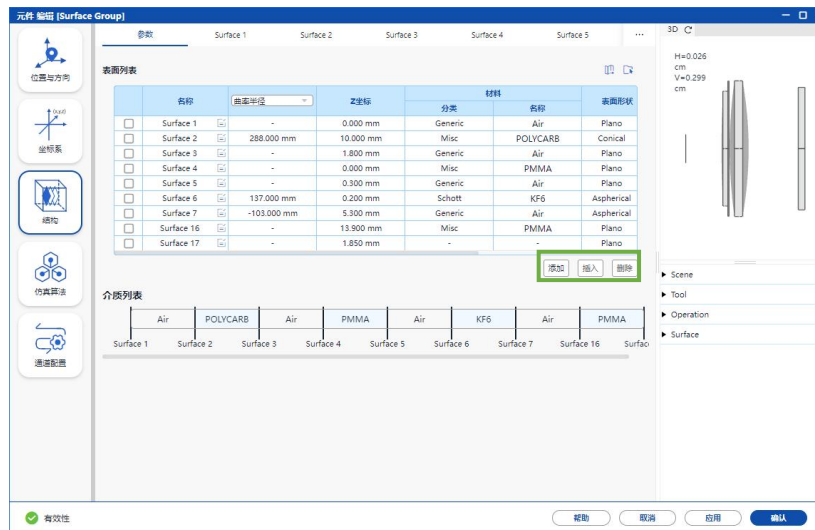 元件 编辑 [Surface Group]
参数 Surface 1 Surface 2 Surface 3 Surface 4 Surface 5 ...
位置与方向
坐标系
结构
仿真算法
通道配置
表面列表
名称 曲率半径 Z坐标 材料 表面形状
分类 名称
Surface 1 - 0.000 mm Generic Air Plano
Surface 2 288.000 mm 10.000 mm Misc POLYCARB Conical
Surface 3 - 1.800 mm Generic Air Plano
Surface 4 - 0.000 mm Misc PMMA Plano
Surface 5 - 0.300 mm Generic Air Plano
Surface 6 137.000 mm 0.200 mm Schott KF6 Aspherical
Surface 7 -103.000 mm 5.300 mm Generic Air Aspherical
Surface 16 - 13.900 mm Misc PMMA Plano
Surface 17 - 1.850 mm - - Plano
添加 插入 删除
介质列表
Air POLYCARB Air PMMA Air KF6 Air PMMA
Surface 1 Surface 2 Surface 3 Surface 4 Surface 5 Surface 6 Surface 7 Surface 16 Surfac
3D
H=0.026
cm
V=0.299
cm
Scene
Tool
Operation
Surface
有效性
帮助 取消 应用 确认